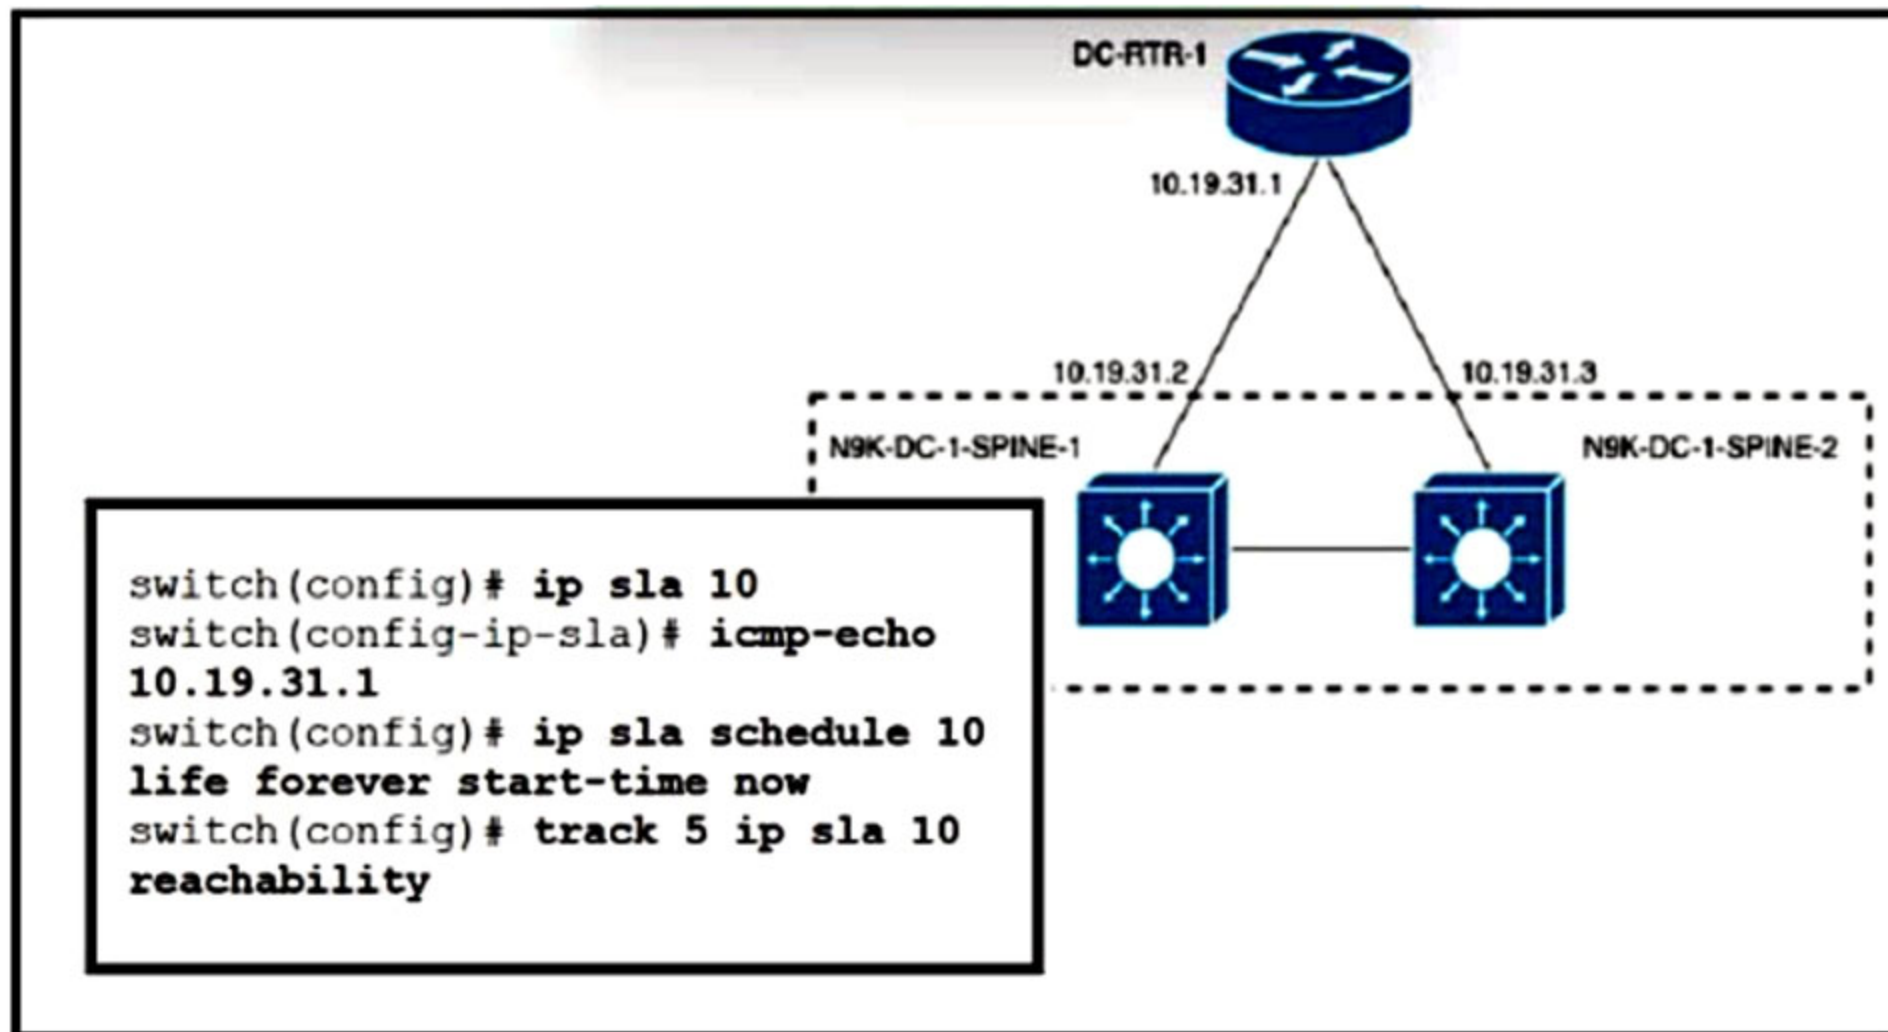 DC-RTR-1
10.19.31.1
10.19.31.2
10.19.31.3
N9K-DC-1-SPINE-1
N9K-DC-1-SPINE-2
switch(config)# ip sla 10
switch(config-ip-sla)# icmp-echo
10.19.31.1
switch(config)# ip sla schedule 10
life forever start-time now
switch(config)# track 5 ip sla 10
reachability